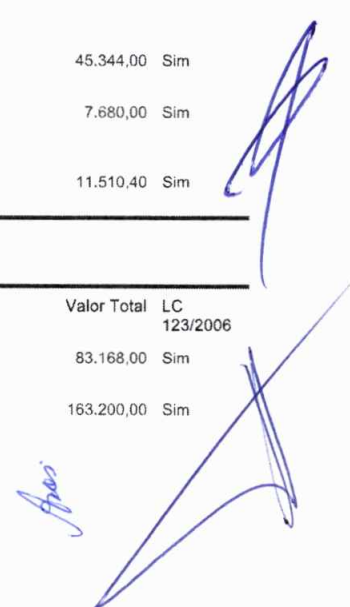 45.344,00 Sim
7.680,00 Sim
11.510,40 Sim
Valor Total LC
123/2006
83.168,00 Sim
163.200,00 Sim